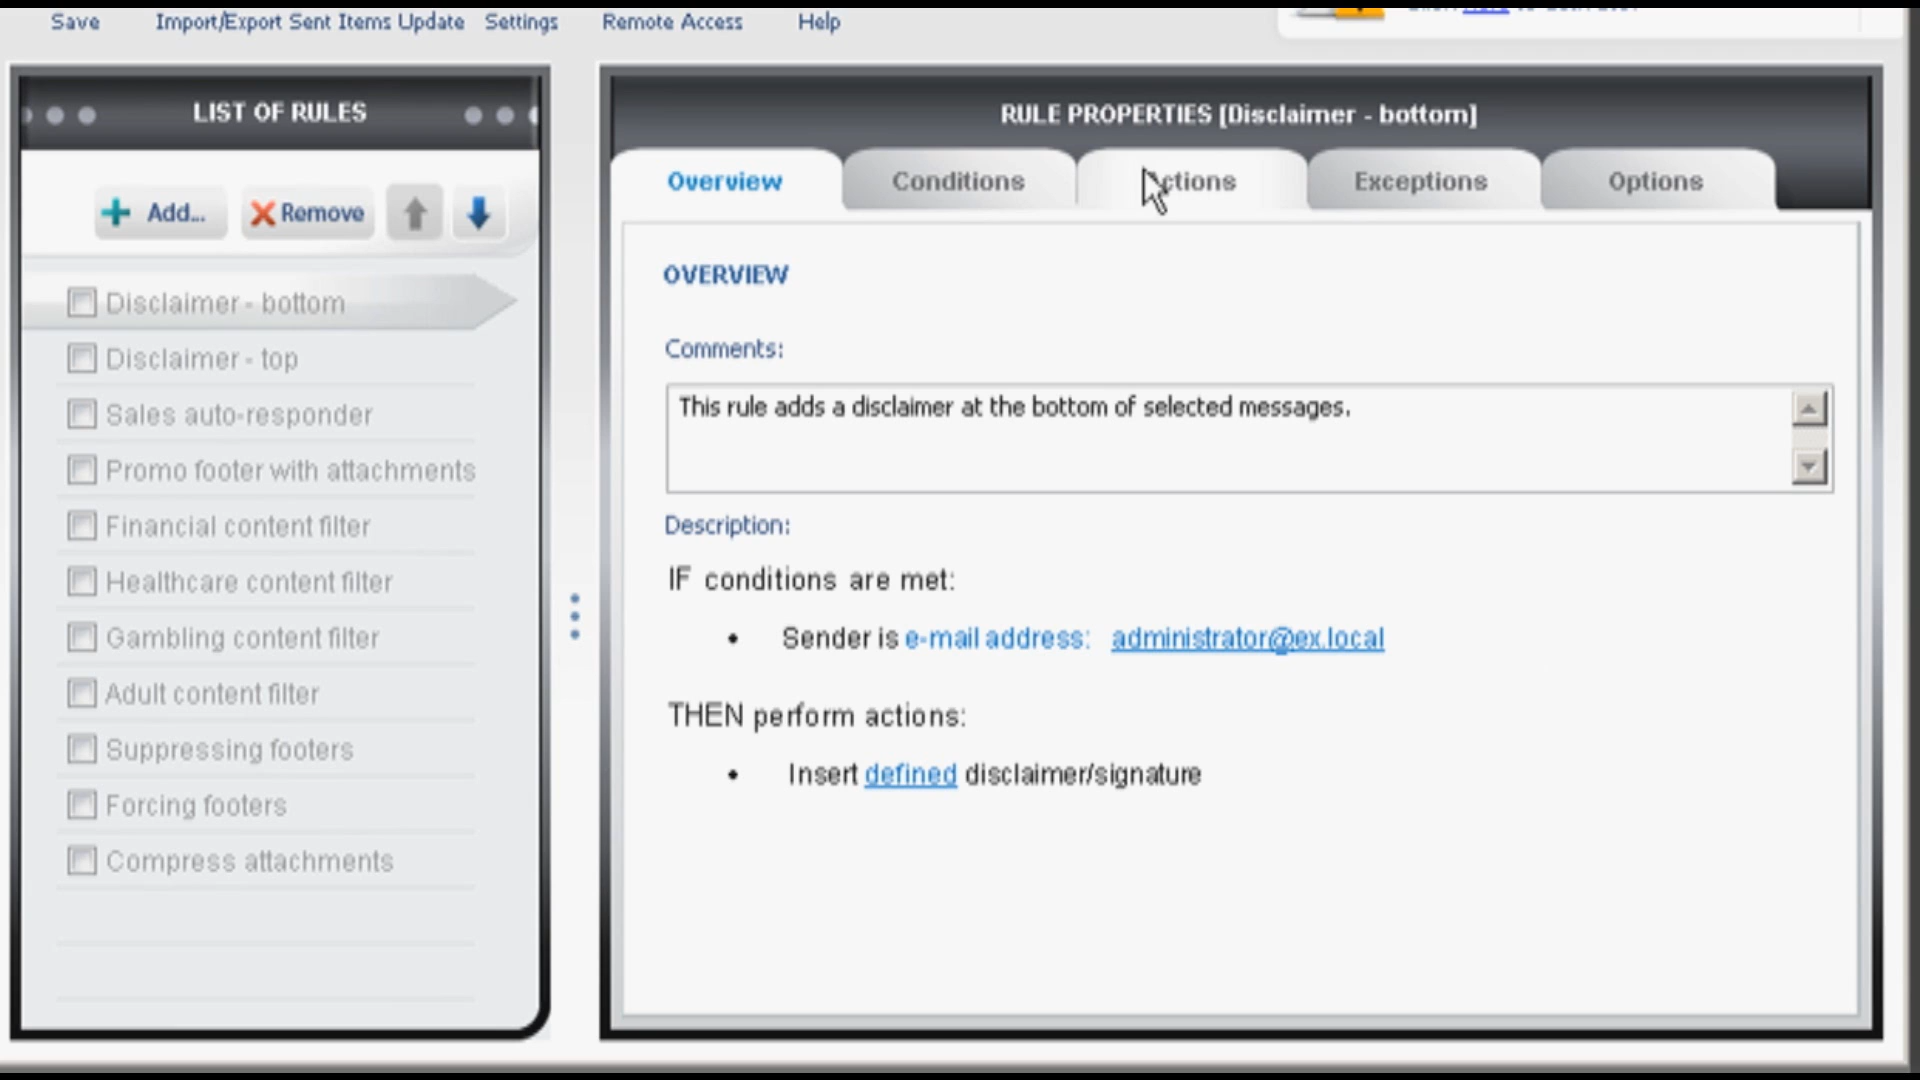 Save Import/Export Sent Items Update Settings Remote Access Help
LIST OF RULES
Add... Remove
Disclaimer - bottom
Disclaimer - top
Sales auto-responder
Promo footer with attachments
Financial content filter
Healthcare content filter
Gambling content filter
Adult content filter
Suppressing footers
Forcing footers
Compress attachments
RULE PROPERTIES [Disclaimer - bottom]
Overview Conditions Actions Exceptions Options
OVERVIEW
Comments:
This rule adds a disclaimer at the bottom of selected messages.
Description:
IF conditions are met:
• Sender is e-mail address: administrator@ex.local
THEN perform actions:
• Insert defined disclaimer/signature